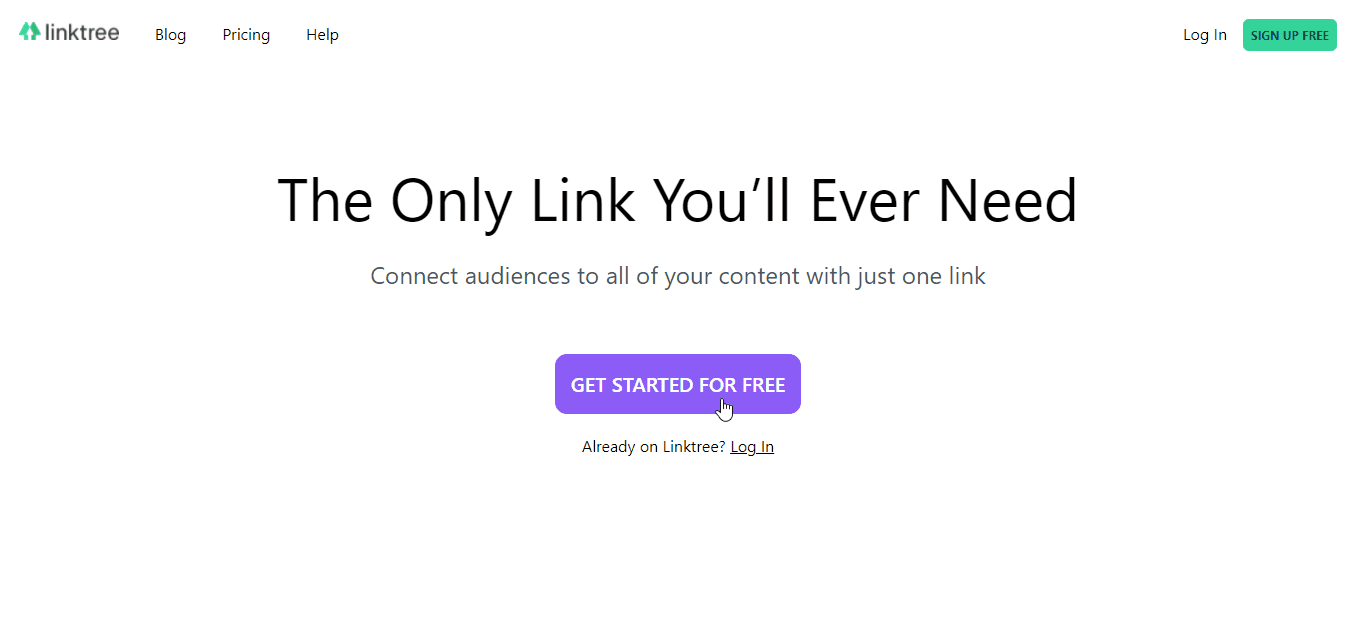 linktree Blog Pricing Help Log In SIGN UP FREE
The Only Link You’ll Ever Need
Connect audiences to all of your content with just one link
GET STARTED FOR FREE
Already on Linktree? Log In